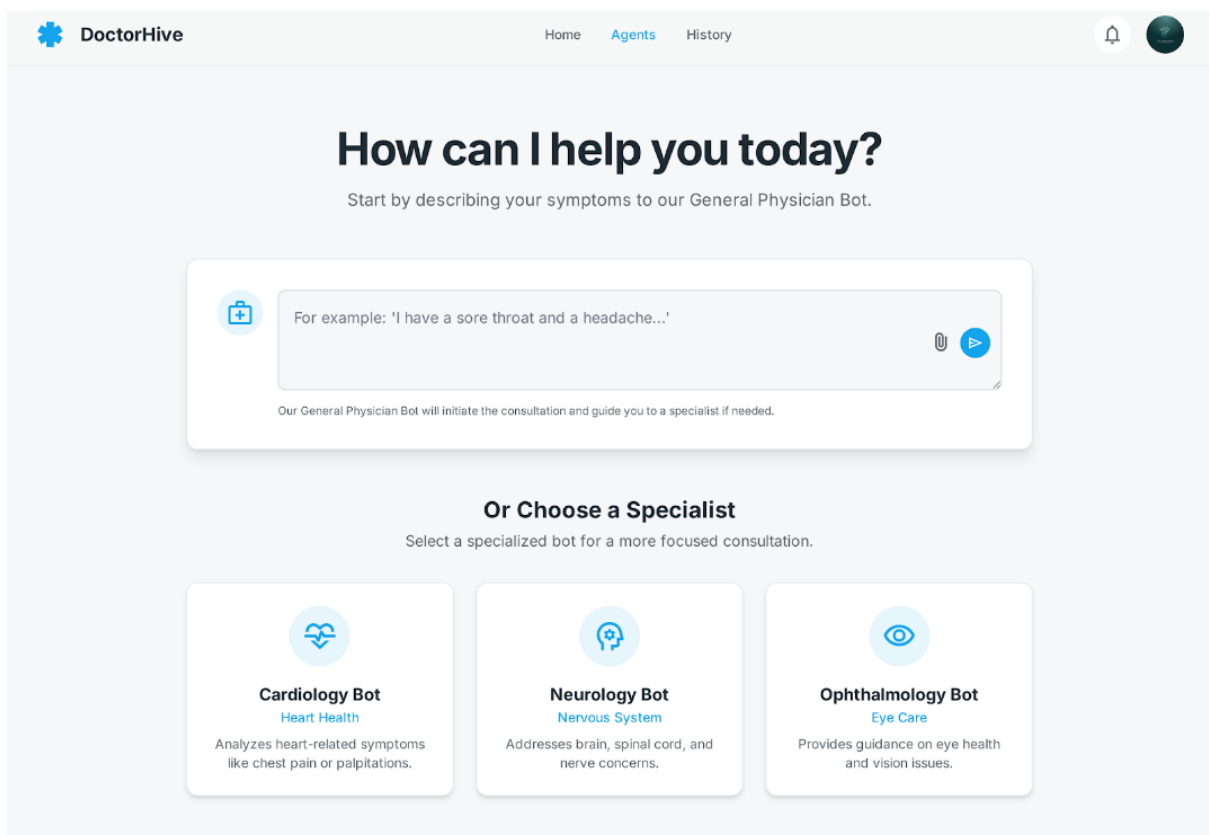 DoctorHive
Home Agents History
How can I help you today?
Start by describing your symptoms to our General Physician Bot.
For example: 'I have a sore throat and a headache...'
Our General Physician Bot will initiate the consultation and guide you to a specialist if needed.
Or Choose a Specialist
Select a specialized bot for a more focused consultation.
Cardiology Bot
Heart Health
Analyzes heart-related symptoms
like chest pain or palpitations.
Neurology Bot
Nervous System
Addresses brain, spinal cord, and
nerve concerns.
Ophthalmology Bot
Eye Care
Provides guidance on eye health
and vision issues.